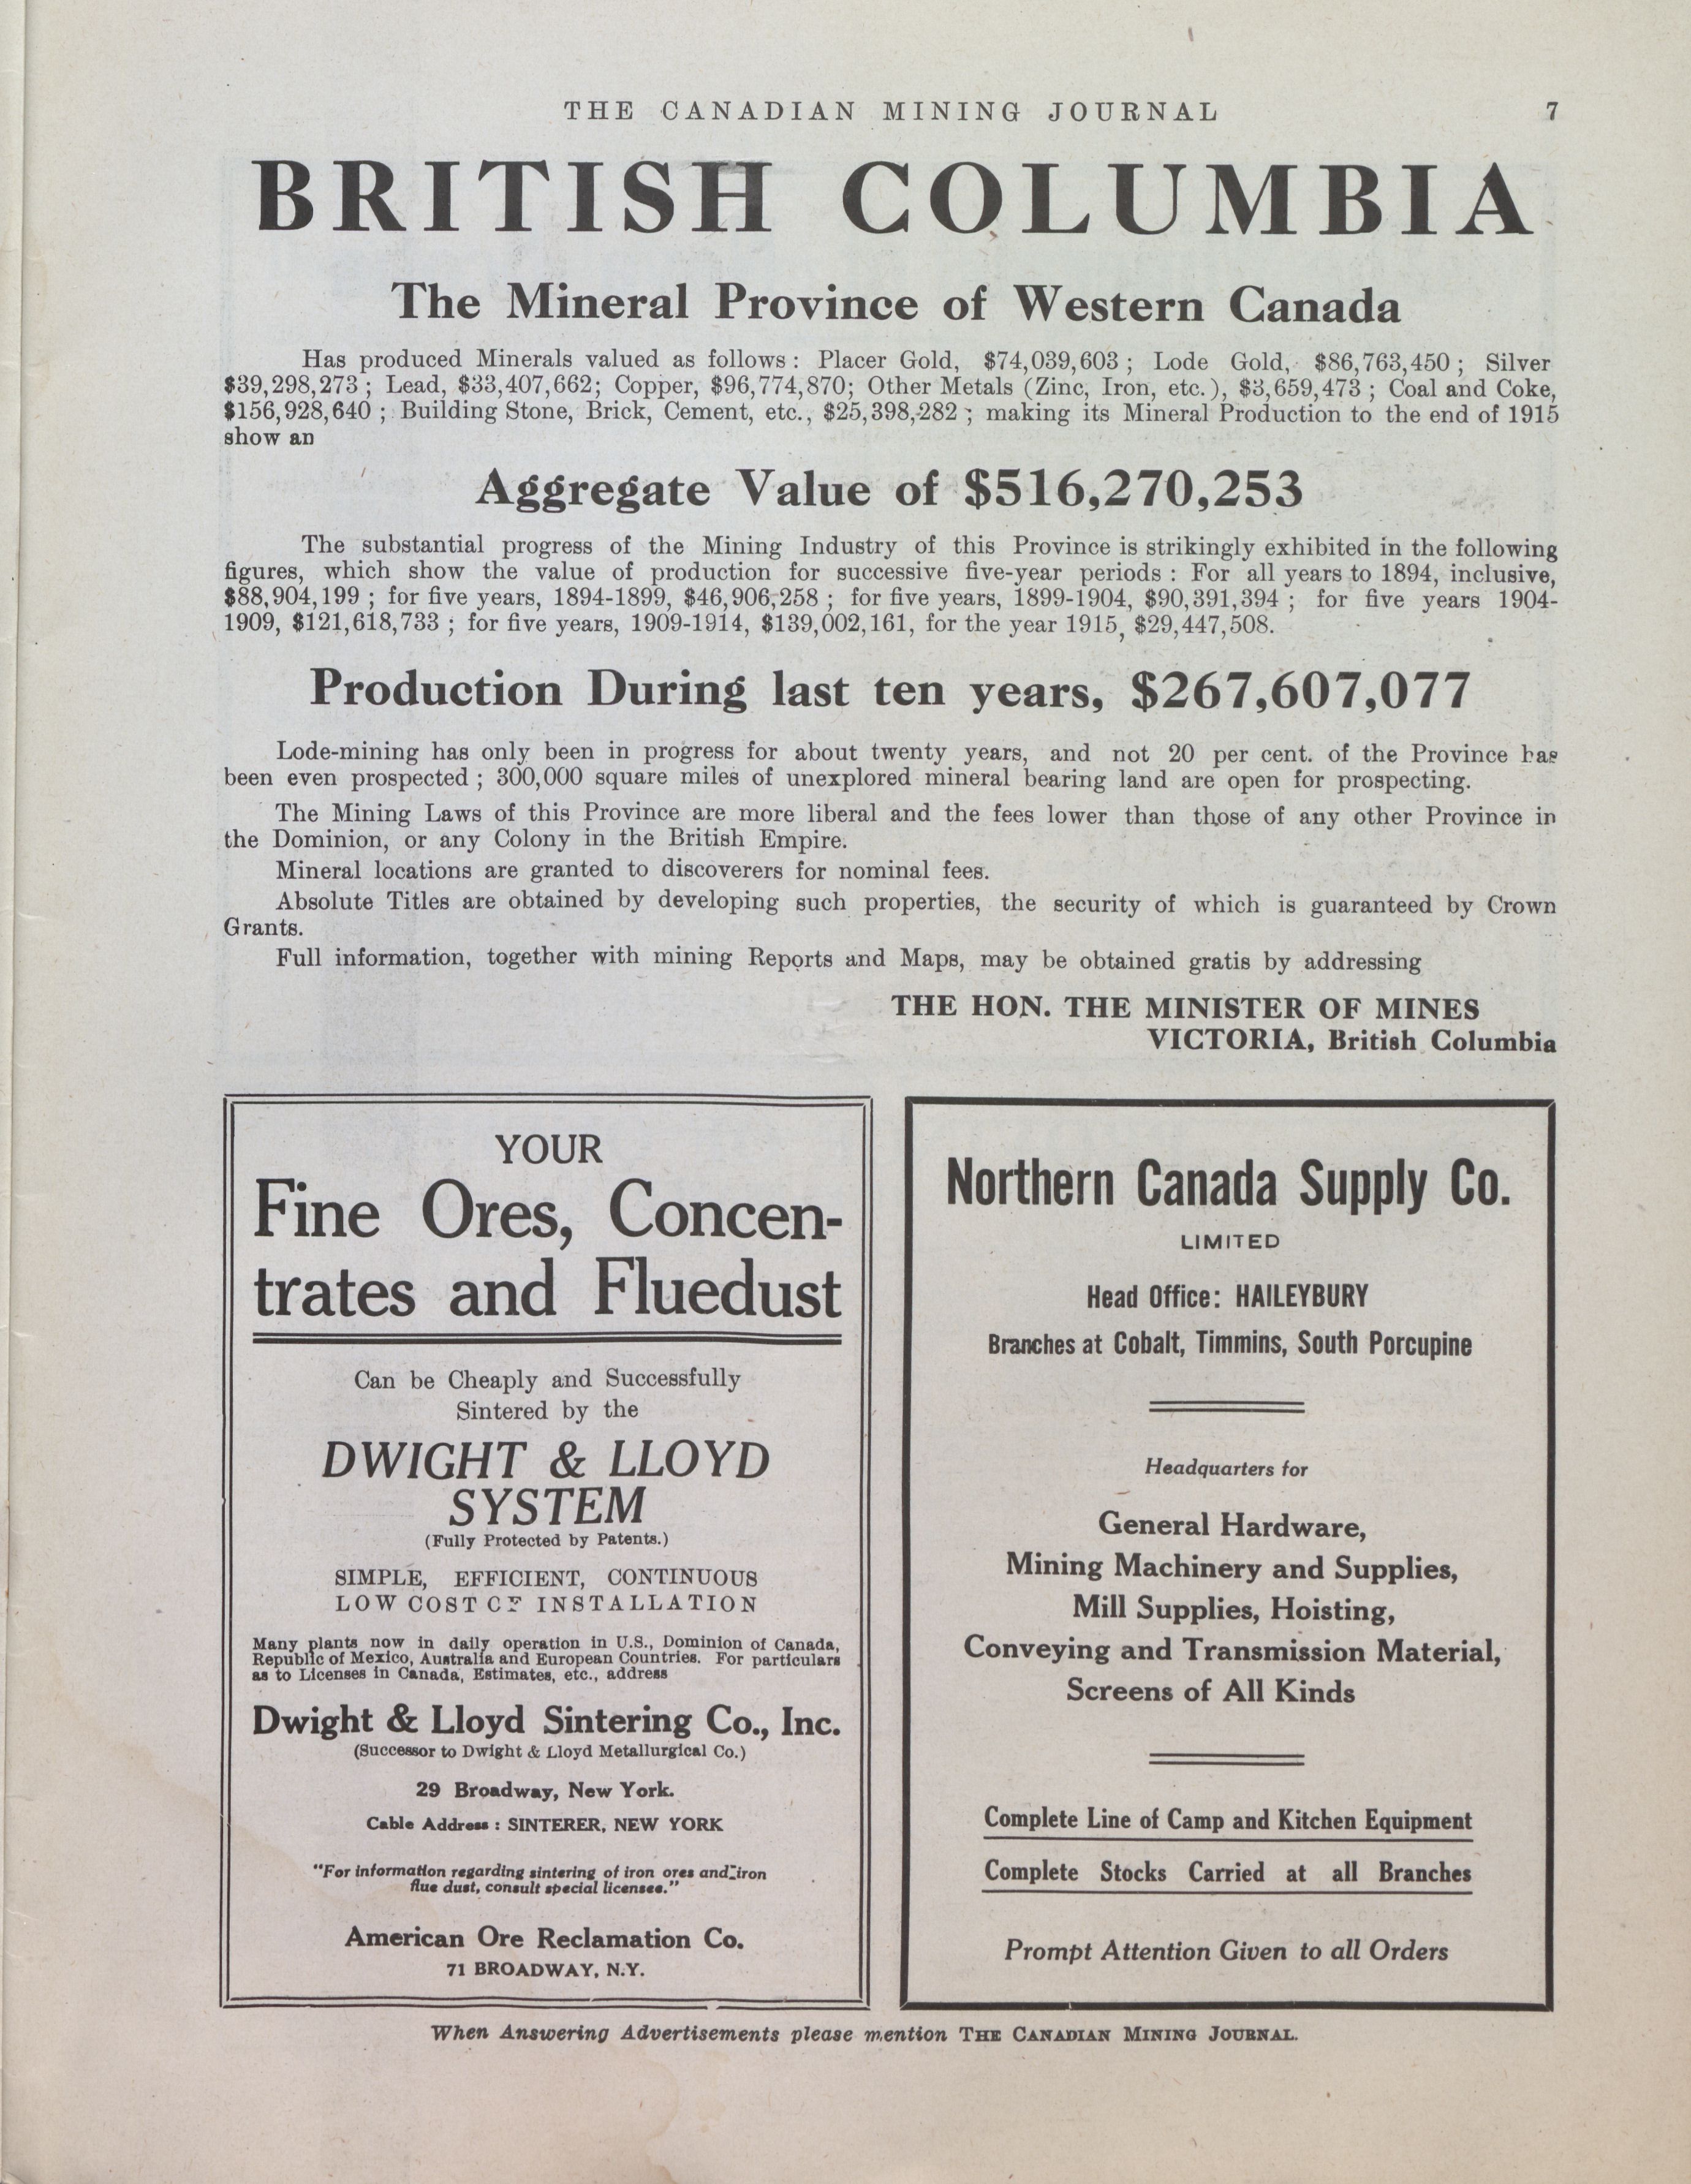 THE CANADIAN MINING JOURNAL 7
BRITISH COLUMBIA
The Mineral Province of Western Canada
Has produced Minerals valued as follows : Placer Gold, $74,039,603 ; Lode Gold, $86,763,450 ; Silver
$39,298,273 ; Lead, $33,407,662; Copper, $96,774,870; Other Metals (Zinc, Iron, etc.), $3,659,473 ; Coal and Coke,
$156,928,640 ; Building Stone, Brick, Cement, etc., $25,398,282 ; making its Mineral Production to the end of 1915
show an
Aggregate Value of $516,270,253
The substantial progress of the Mining Industry of this Province is strikingly exhibited in the following
figures, which show the value of production for successive five-year periods : For all years to 1894, inclusive,
$88,904,199 ; for five years, 1894-1899, $46,906,258 ; for five years, 1899-1904, $90,391,394 ; for five years 1904-
1909, $121,618,733 ; for five years, 1909-1914, $139,002,161, for the year 1915, $29,447,508.
Production During last ten years, $267,607,077
Lode-mining has only been in progress for about twenty years, and not 20 per cent. of the Province has
been even prospected ; 300,000 square miles of unexplored mineral bearing land are open for prospecting.
The Mining Laws of this Province are more liberal and the fees lower than those of any other Province in
the Dominion, or any Colony in the British Empire.
Mineral locations are granted to discoverers for nominal fees.
Absolute Titles are obtained by developing such properties, the security of which is guaranteed by Crown
Grants.
Full information, together with mining Reports and Maps, may be obtained gratis by addressing
THE HON. THE MINISTER OF MINES
VICTORIA, British Columbia
YOUR
Fine Ores, Concen-
trates and Fluedust
Can be Cheaply and Successfully
Sintered by the
DWIGHT & LLOYD
SYSTEM
(Fully Protected by Patents.)
SIMPLE, EFFICIENT, CONTINUOUS
LOW COST OF INSTALLATION
Many plants now in daily operation in U.S., Dominion of Canada,
Republic of Mexico, Australia and European Countries. For particulars
as to Licenses in Canada, Estimates, etc., address
Dwight & Lloyd Sintering Co., Inc.
(Successor to Dwight & Lloyd Metallurgical Co.)
29 Broadway, New York.
Cable Address : SINTERER, NEW YORK
"For information regarding sintering of iron ores and iron
flue dust, consult special licenses."
American Ore Reclamation Co.
71 BROADWAY, N.Y.
Northern Canada Supply Co.
LIMITED
Head Office: HAILEYBURY
Branches at Cobalt, Timmins, South Porcupine
Headquarters for
General Hardware,
Mining Machinery and Supplies,
Mill Supplies, Hoisting,
Conveying and Transmission Material,
Screens of All Kinds
Complete Line of Camp and Kitchen Equipment
Complete Stocks Carried at all Branches
Prompt Attention Given to all Orders
When Answering Advertisements please mention THE CANADIAN MINING JOURNAL.